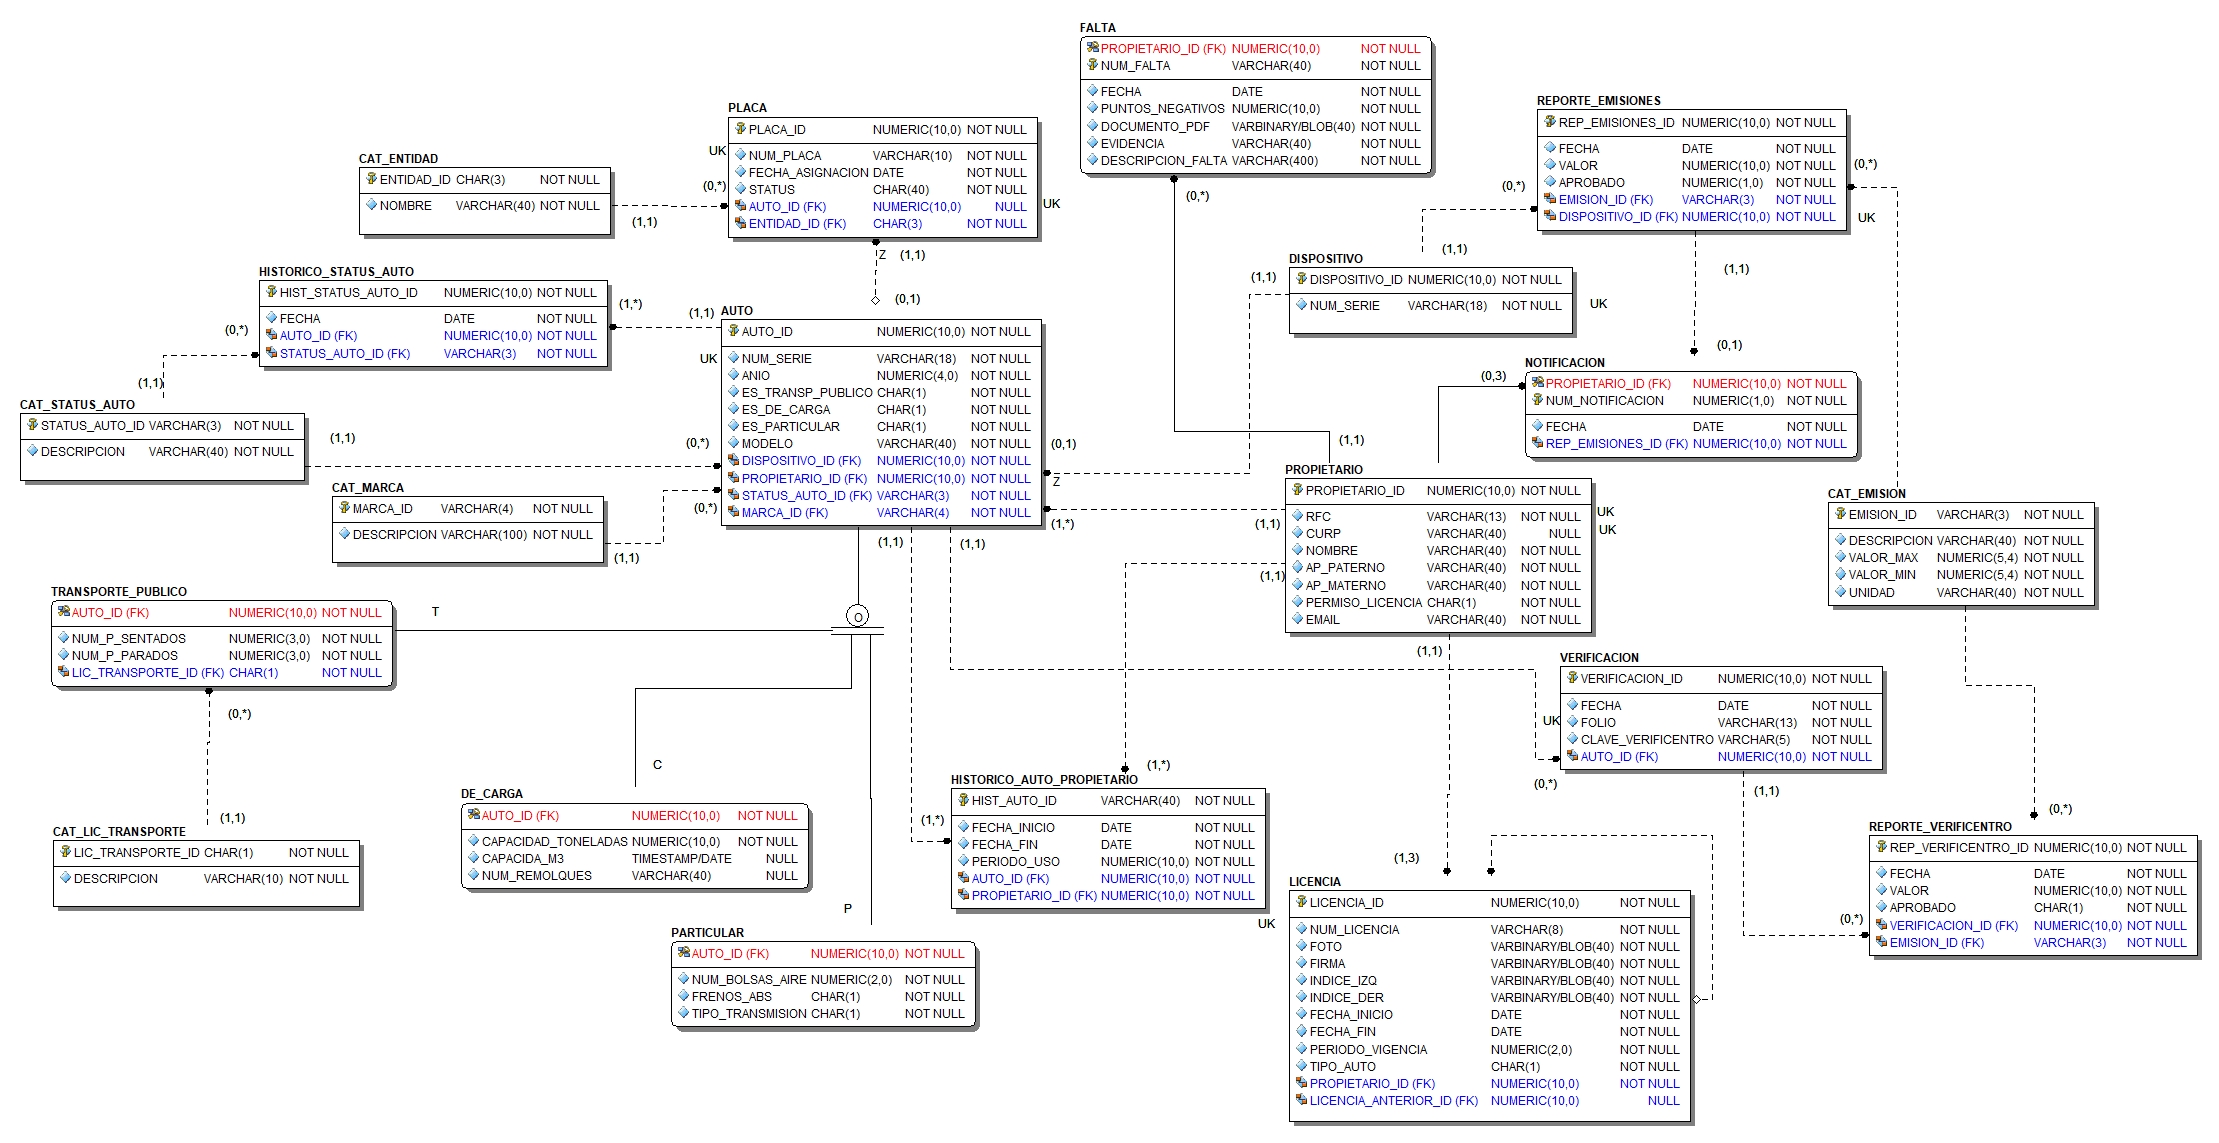 FALTA
PROPIETARIO_ID (FK) NUMERIC(10,0) NOT NULL
NUM_FALTA VARCHAR(40) NOT NULL
FECHA DATE NOT NULL
PUNTOS_NEGATIVOS NUMERIC(10,0) NOT NULL
DOCUMENTO_PDF VARBINARY/BLOB(40) NOT NULL
EVIDENCIA VARCHAR(40) NOT NULL
DESCRIPCION_FALTA VARCHAR(400) NOT NULL
(0,*)
REPORTE_EMISIONES
REP_EMISIONES_ID NUMERIC(10,0) NOT NULL
FECHA DATE NOT NULL
VALOR NUMERIC(10,0) NOT NULL
APROBADO NUMERIC(1,0) NOT NULL
EMISION_ID (FK) VARCHAR(3) NOT NULL
DISPOSITIVO_ID (FK) NUMERIC(10,0) NOT NULL
(0,*)
(0,*)
UK
(1,1)
(1,1)
PLACA
PLACA_ID NUMERIC(10,0) NOT NULL
UK
NUM_PLACA VARCHAR(10) NOT NULL
FECHA_ASIGNACION DATE NOT NULL
STATUS CHAR(40) NOT NULL
AUTO_ID (FK) NUMERIC(10,0) NULL
ENTIDAD_ID (FK) CHAR(3) NOT NULL
(0,*)
UK
Z (1,1)
(0,1)
CAT_ENTIDAD
ENTIDAD_ID CHAR(3) NOT NULL
NOMBRE VARCHAR(40) NOT NULL
(1,1)
HISTORICO_STATUS_AUTO
HIST_STATUS_AUTO_ID NUMERIC(10,0) NOT NULL
FECHA DATE NOT NULL
AUTO_ID (FK) NUMERIC(10,0) NOT NULL
STATUS_AUTO_ID (FK) VARCHAR(3) NOT NULL
(1,*)
(1,1)
(0,*)
(1,1)
DISPOSITIVO
DISPOSITIVO_ID NUMERIC(10,0) NOT NULL
NUM_SERIE VARCHAR(18) NOT NULL
(1,1)
UK
AUTO
AUTO_ID NUMERIC(10,0) NOT NULL
UK
NUM_SERIE VARCHAR(18) NOT NULL
ANIO NUMERIC(4,0) NOT NULL
ES_TRANSP_PUBLICO CHAR(1) NOT NULL
ES_DE_CARGA CHAR(1) NOT NULL
ES_PARTICULAR CHAR(1) NOT NULL
MODELO VARCHAR(40) NOT NULL
DISPOSITIVO_ID (FK) NUMERIC(10,0) NOT NULL
PROPIETARIO_ID (FK) NUMERIC(10,0) NOT NULL
STATUS_AUTO_ID (FK) VARCHAR(3) NOT NULL
MARCA_ID (FK) VARCHAR(4) NOT NULL
(0,*)
(0,*)
(0,1)
Z
(1,*)
(1,1)
(1,1)
NOTIFICACION
PROPIETARIO_ID (FK) NUMERIC(10,0) NOT NULL
NUM_NOTIFICACION NUMERIC(1,0) NOT NULL
FECHA DATE NOT NULL
REP_EMISIONES_ID (FK) NUMERIC(10,0) NOT NULL
(0,1)
(0,3)
CAT_STATUS_AUTO
STATUS_AUTO_ID VARCHAR(3) NOT NULL
DESCRIPCION VARCHAR(40) NOT NULL
(1,1)
CAT_MARCA
MARCA_ID VARCHAR(4) NOT NULL
DESCRIPCION VARCHAR(100) NOT NULL
(1,1)
PROPIETARIO
PROPIETARIO_ID NUMERIC(10,0) NOT NULL
RFC VARCHAR(13) NOT NULL
CURP VARCHAR(40) NULL
NOMBRE VARCHAR(40) NOT NULL
AP_PATERNO VARCHAR(40) NOT NULL
AP_MATERNO VARCHAR(40) NOT NULL
PERMISO_LICENCIA CHAR(1) NOT NULL
EMAIL VARCHAR(40) NOT NULL
UK
UK
(1,1)
(1,1)
(1,1)
(1,1)
CAT_EMISION
EMISION_ID VARCHAR(3) NOT NULL
DESCRIPCION VARCHAR(40) NOT NULL
VALOR_MAX NUMERIC(5,4) NOT NULL
VALOR_MIN NUMERIC(5,4) NOT NULL
UNIDAD VARCHAR(40) NOT NULL
TRANSPORTE_PUBLICO
AUTO_ID (FK) NUMERIC(10,0) NOT NULL
NUM_P_SENTADOS NUMERIC(3,0) NOT NULL
NUM_P_PARADOS NUMERIC(3,0) NOT NULL
LIC_TRANSPORTE_ID (FK) CHAR(1) NOT NULL
T
O
C
P
(0,*)
(1,1)
VERIFICACION
VERIFICACION_ID NUMERIC(10,0) NOT NULL
FECHA DATE NOT NULL
UK
FOLIO VARCHAR(13) NOT NULL
CLAVE_VERIFICENTRO VARCHAR(5) NOT NULL
AUTO_ID (FK) NUMERIC(10,0) NOT NULL
(0,*)
(1,1)
(0,*)
HISTORICO_AUTO_PROPIETARIO
HIST_AUTO_ID VARCHAR(40) NOT NULL
FECHA_INICIO DATE NOT NULL
FECHA_FIN DATE NOT NULL
PERIODO_USO NUMERIC(10,0) NOT NULL
AUTO_ID (FK) NUMERIC(10,0) NOT NULL
PROPIETARIO_ID (FK) NUMERIC(10,0) NOT NULL
(1,*)
(1,*)
DE_CARGA
AUTO_ID (FK) NUMERIC(10,0) NOT NULL
CAPACIDAD_TONELADAS NUMERIC(10,0) NOT NULL
CAPACIDA_M3 TIMESTAMP/DATE NULL
NUM_REMOLQUES VARCHAR(40) NULL
CAT_LIC_TRANSPORTE
LIC_TRANSPORTE_ID CHAR(1) NOT NULL
DESCRIPCION VARCHAR(10) NOT NULL
REPORTE_VERIFICENTRO
REP_VERIFICENTRO_ID NUMERIC(10,0) NOT NULL
FECHA DATE NOT NULL
VALOR NUMERIC(10,0) NOT NULL
APROBADO CHAR(1) NOT NULL
VERIFICACION_ID (FK) NUMERIC(10,0) NOT NULL
EMISION_ID (FK) VARCHAR(3) NOT NULL
(0,*)
(1,3)
LICENCIA
LICENCIA_ID NUMERIC(10,0) NOT NULL
UK
NUM_LICENCIA VARCHAR(8) NOT NULL
FOTO VARBINARY/BLOB(40) NOT NULL
FIRMA VARBINARY/BLOB(40) NOT NULL
INDICE_IZQ VARBINARY/BLOB(40) NOT NULL
INDICE_DER VARBINARY/BLOB(40) NOT NULL
FECHA_INICIO DATE NOT NULL
FECHA_FIN DATE NOT NULL
PERIODO_VIGENCIA NUMERIC(2,0) NOT NULL
TIPO_AUTO CHAR(1) NOT NULL
PROPIETARIO_ID (FK) NUMERIC(10,0) NOT NULL
LICENCIA_ANTERIOR_ID (FK) NUMERIC(10,0) NULL
PARTICULAR
AUTO_ID (FK) NUMERIC(10,0) NOT NULL
NUM_BOLSAS_AIRE NUMERIC(2,0) NOT NULL
FRENOS_ABS CHAR(1) NOT NULL
TIPO_TRANSMISION CHAR(1) NOT NULL